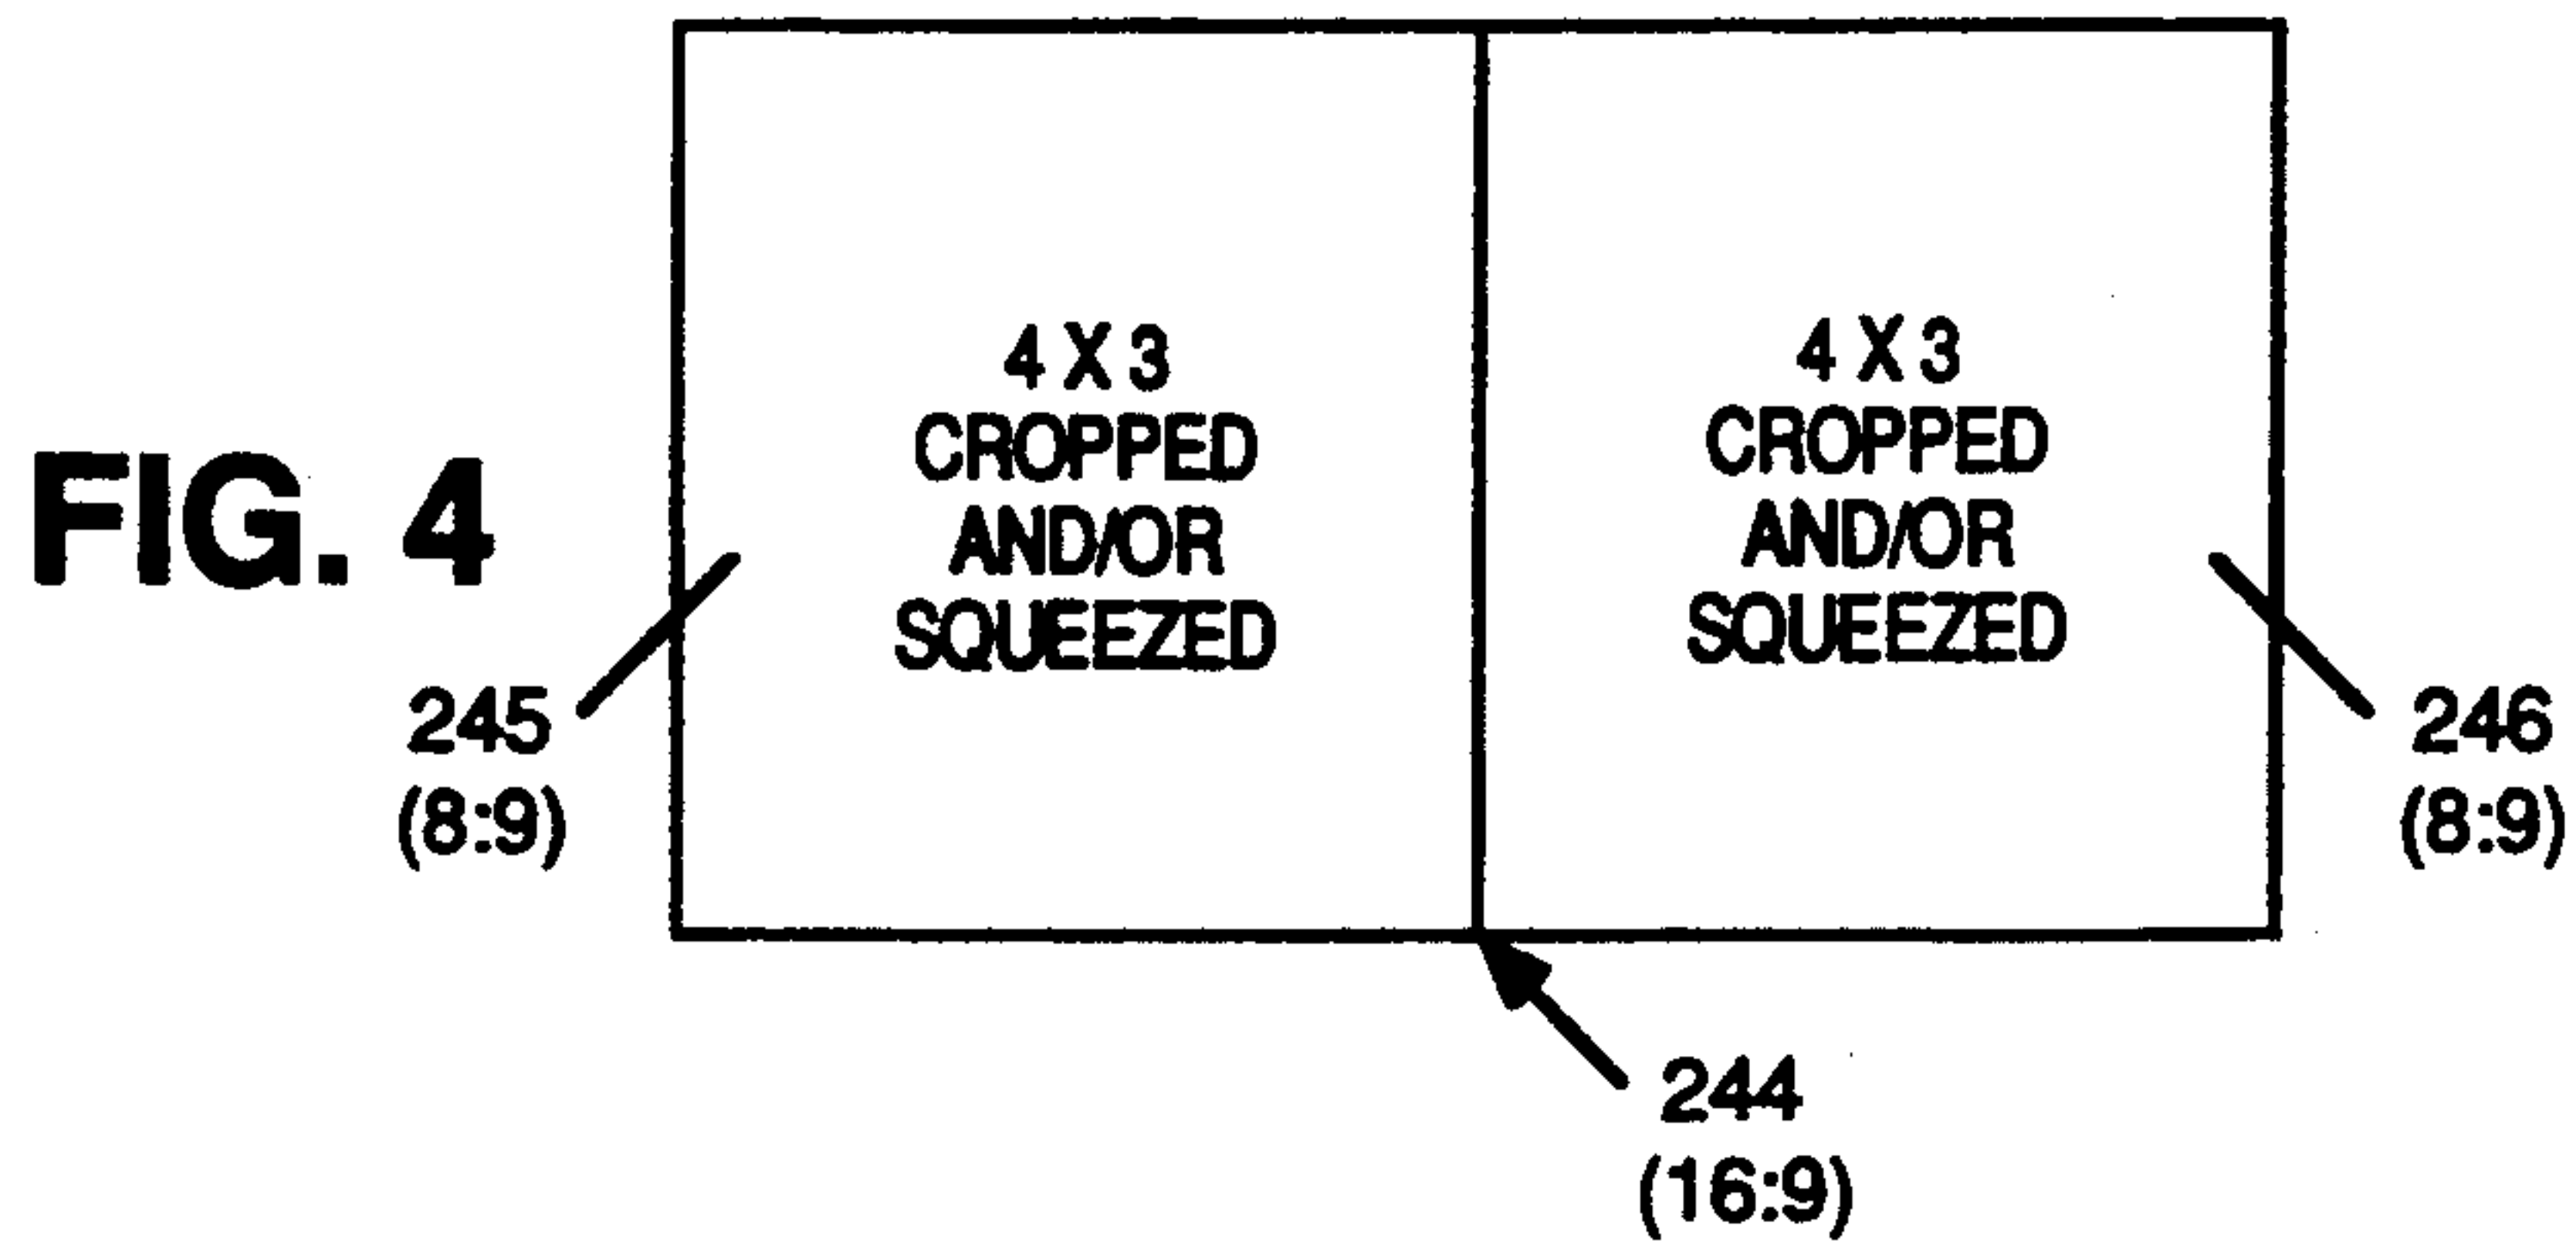 FIG. 4
4 X 3
CROPPED
AND/OR
SQUEEZED
4 X 3
CROPPED
AND/OR
SQUEEZED
245
(8:9)
246
(8:9)
244
(16:9)